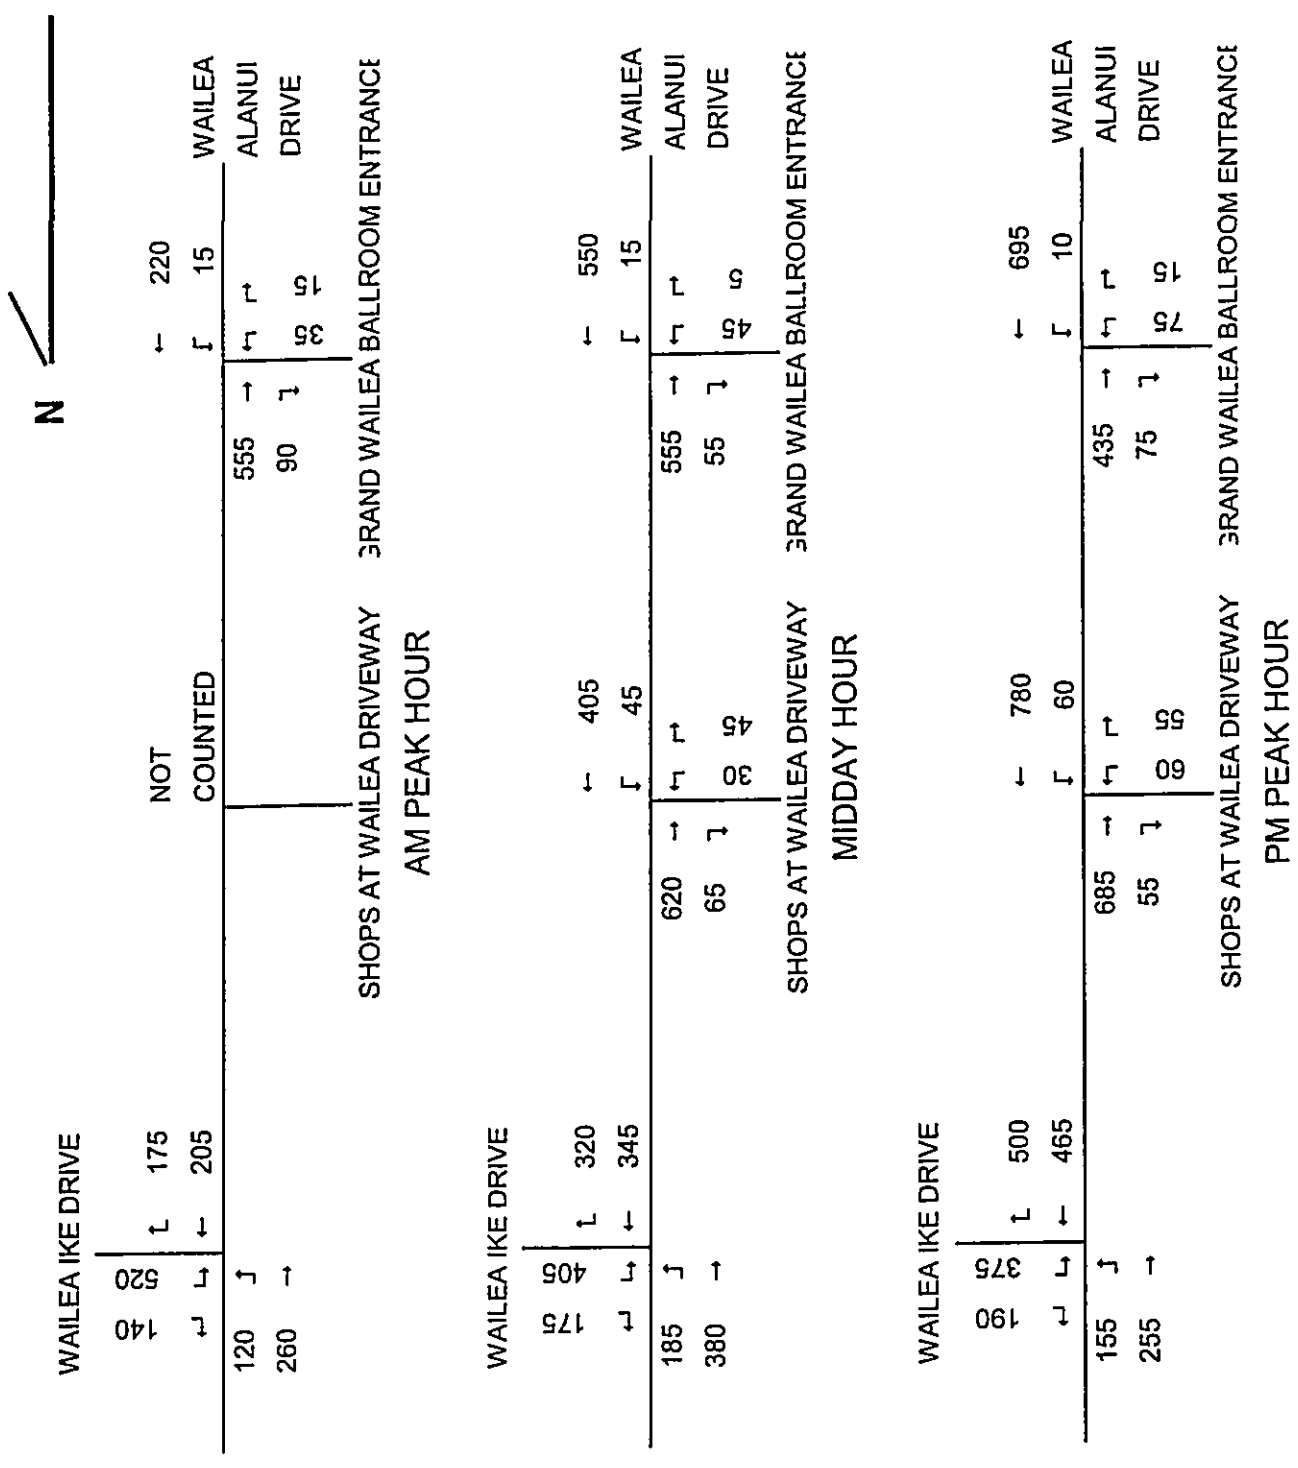 N
WAILEA IKE DRIVE
140 520
175
205
120
260
NOT
COUNTED
220
15
WAILEA
ALANUI
DRIVE
555
90
35 15
SHOPS AT WAILEA DRIVEWAY
GRAND WAILEA BALLROOM ENTRANCE
AM PEAK HOUR
WAILEA IKE DRIVE
175 405
320
345
185
380
405
45
620
65
30 45
550
15
WAILEA
ALANUI
DRIVE
555
55
45 5
SHOPS AT WAILEA DRIVEWAY
GRAND WAILEA BALLROOM ENTRANCE
MIDDAY HOUR
WAILEA IKE DRIVE
190 375
500
465
155
255
780
60
685
55
60 55
695
10
WAILEA
ALANUI
DRIVE
435
75
75 15
SHOPS AT WAILEA DRIVEWAY
GRAND WAILEA BALLROOM ENTRANCE
PM PEAK HOUR